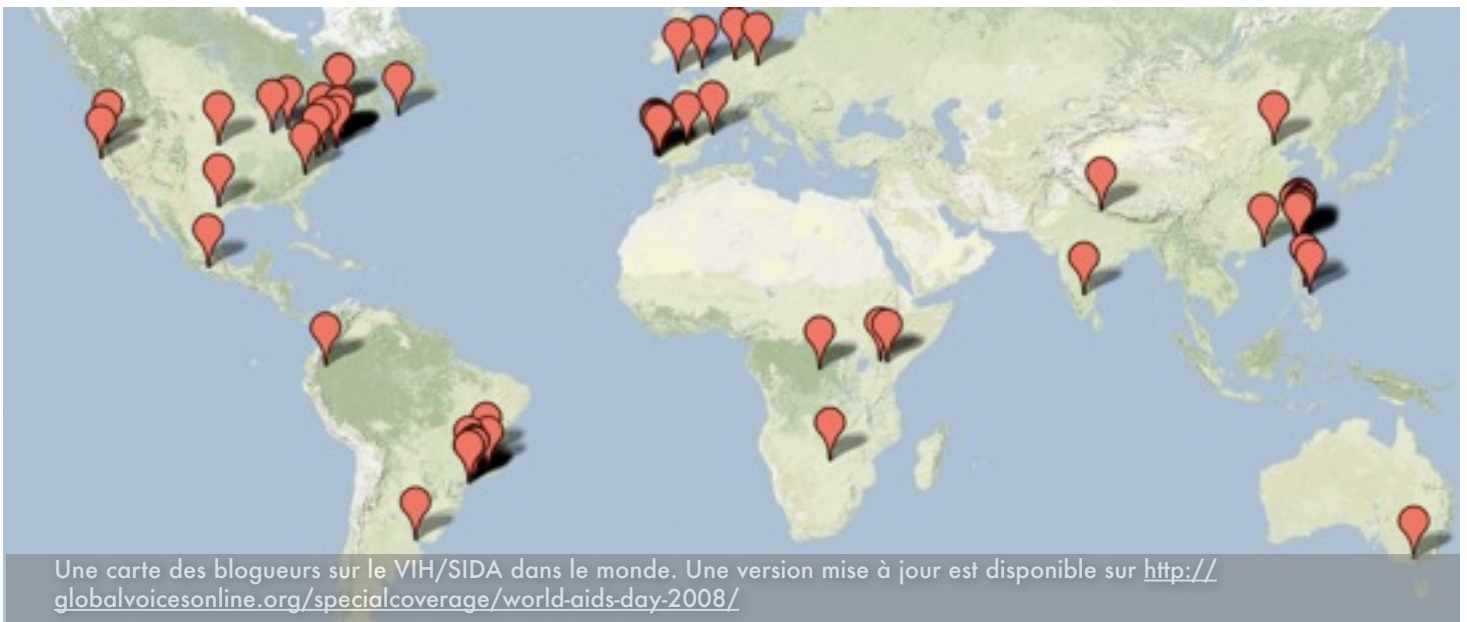 Une carte des blogueurs sur le VIH/SIDA dans le monde. Une version mise à jour est disponible sur http://
globalvoicesonline.org/specialcoverage/world-aids-day-2008/